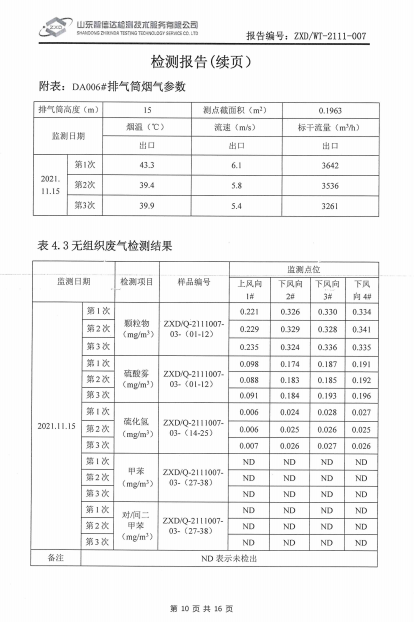 山东智信达检测技术服务有限公司
SHANDONG ZHIXINDA TESTING TECHNOLOGY SERVICE CO.,LTD
ZXD
报告编号：ZXD/WT-2111-007
检测报告(续页)
附表：DA006#排气筒烟气参数
排气筒高度（m） 15 测点截面积（m²） 0.1963
监测日期 烟温（℃） 流速（m/s） 标干流量（m³/h）
出口 出口 出口
2021.11.15 第1次 43.3 6.1 3642
第2次 39.4 5.8 3536
第3次 39.9 5.4 3261
表 4.3 无组织废气检测结果
监测日期 检测项目 样品编号 监测点位
上风向1# 下风向2# 下风向3# 下风向 4#
2021.11.15 第 1 次 颗粒物（mg/m³） ZXD/Q-2111007-03-（01-12） 0.221 0.326 0.330 0.334
第 2 次 0.229 0.329 0.328 0.341
第 3 次 0.235 0.324 0.336 0.335
第 1 次 硫酸雾（mg/m³） ZXD/Q-2111007-03-（01-12） 0.098 0.174 0.187 0.191
第 2 次 0.088 0.183 0.185 0.192
第 3 次 0.091 0.184 0.193 0.196
第 1 次 硫化氢（mg/m³） ZXD/Q-2111007-03-（14-25） 0.006 0.024 0.028 0.027
第 2 次 0.006 0.025 0.026 0.025
第 3 次 0.007 0.026 0.027 0.026
第 1 次 甲苯（mg/m³） ZXD/Q-2111007-03-（27-38） ND ND ND ND
第 2 次 ND ND ND ND
第 3 次 ND ND ND ND
第 1 次 对/间二甲苯（mg/m³） ZXD/Q-2111007-03-（27-38） ND ND ND ND
第 2 次 ND ND ND ND
第 3 次 ND ND ND ND
备注 ND 表示未检出
第 10 页 共 16 页